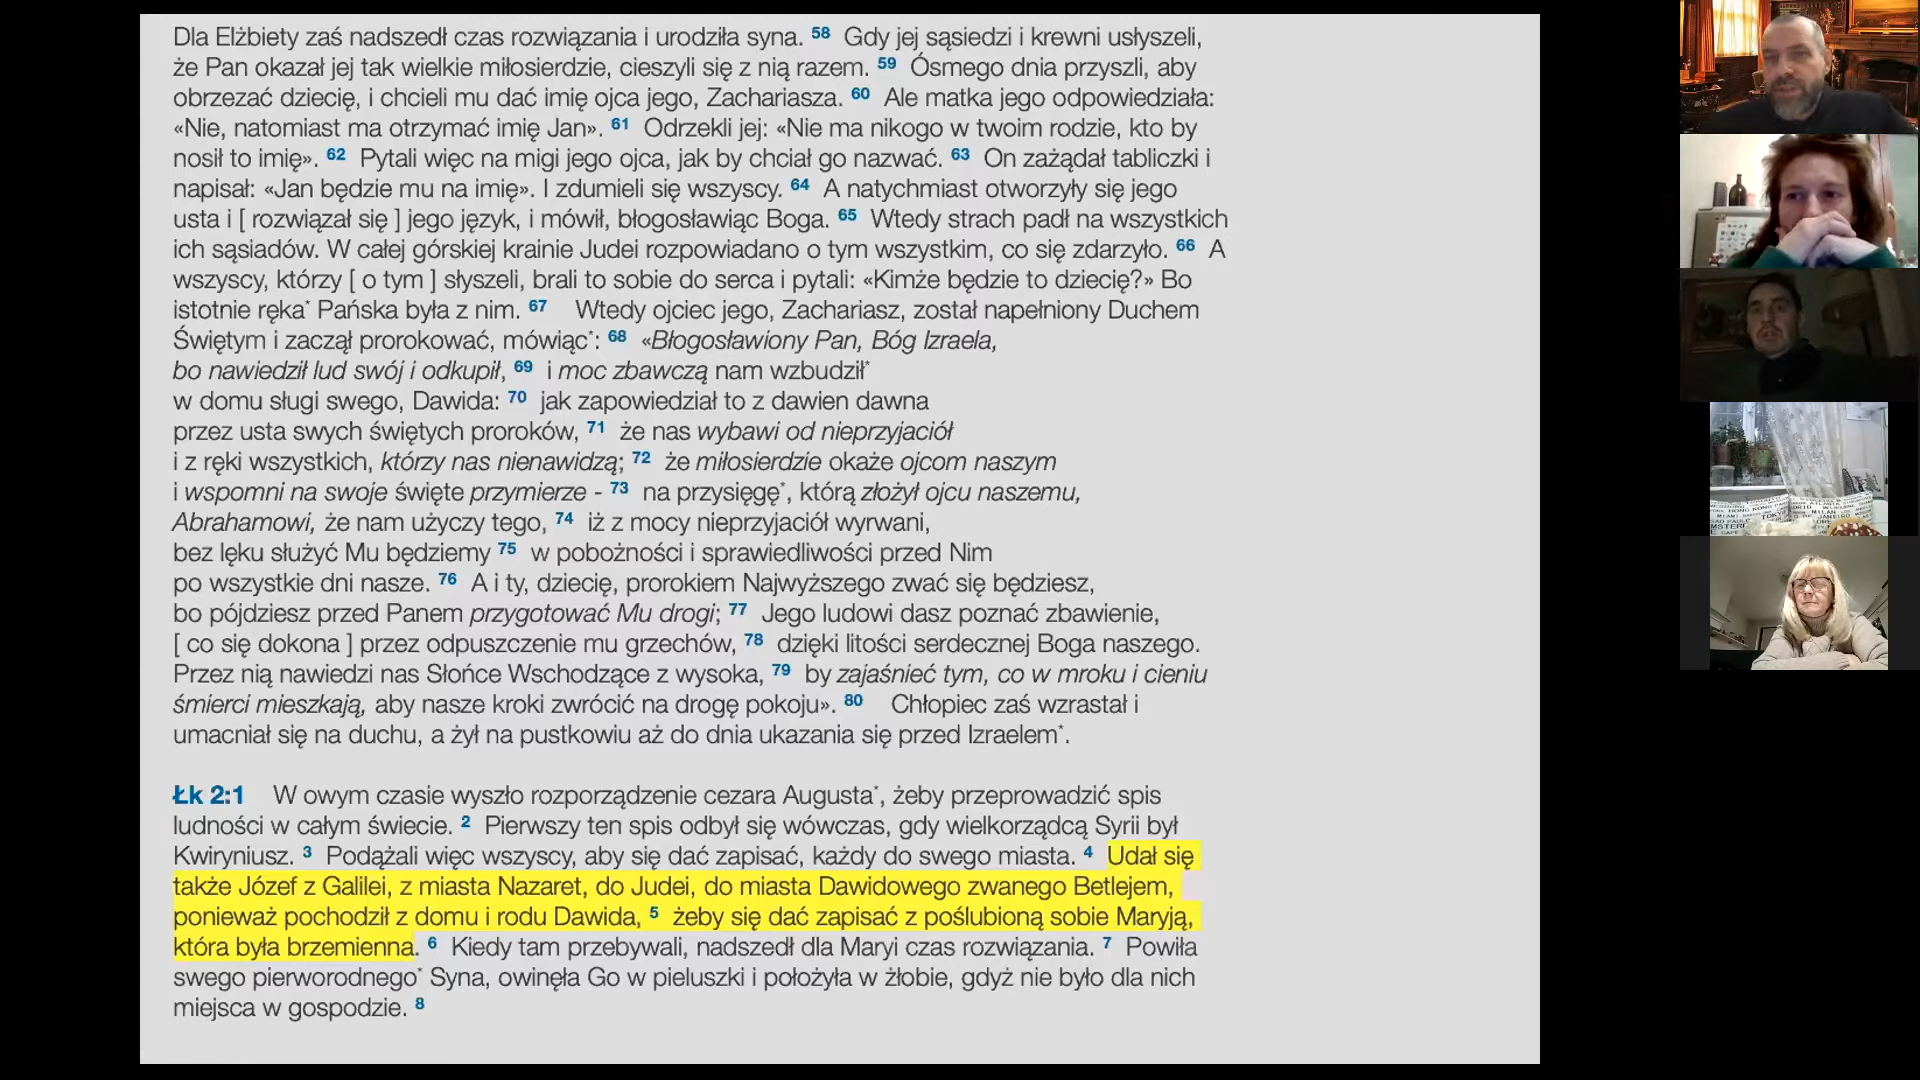 Dla Elżbiety zaś nadszedł czas rozwiązania i urodziła syna. 58 Gdy jej sąsiedzi i krewni usłyszeli,
że Pan okazał jej tak wielkie miłosierdzie, cieszyli się z nią razem. 59 Ósmego dnia przyszli, aby
obrzezać dziecię, i chcieli mu dać imię ojca jego, Zachariasza. 60 Ale matka jego odpowiedziała:
«Nie, natomiast ma otrzymać imię Jan». 61 Odrzekli jej: «Nie ma nikogo w twoim rodzie, kto by
nosił to imię». 62 Pytali więc na migi jego ojca, jak by chciał go nazwać. 63 On zażądał tabliczki i
napisał: «Jan będzie mu na imię». I zdumieli się wszyscy. 64 A natychmiast otworzyły się jego
usta i [ rozwiązał się ] jego język, i mówił, błogosławiąc Boga. 65 Wtedy strach padł na wszystkich
ich sąsiadów. W całej górskiej krainie Judei rozpowiadano o tym wszystkim, co się zdarzyło. 66 A
wszyscy, którzy [ o tym ] słyszeli, brali to sobie do serca i pytali: «Kimże będzie to dziecię?» Bo
istotnie ręka* Pańska była z nim. 67 Wtedy ojciec jego, Zachariasz, został napełniony Duchem
Świętym i zaczął prorokować, mówiąc*: 68 «Błogosławiony Pan, Bóg Izraela,
bo nawiedził lud swój i odkupił, 69 i moc zbawczą nam wzbudził*
w domu sługi swego, Dawida: 70 jak zapowiedział to z dawien dawna
przez usta swych świętych proroków, 71 że nas wybawi od nieprzyjaciół
i z ręki wszystkich, którzy nas nienawidzą; 72 że miłosierdzie okaże ojcom naszym
i wspomni na swoje święte przymierze - 73 na przysięgę*, którą złożył ojcu naszemu,
Abrahamowi, że nam użyczy tego, 74 iż z mocy nieprzyjaciół wyrwani,
bez lęku służyć Mu będziemy 75 w pobożności i sprawiedliwości przed Nim
po wszystkie dni nasze. 76 A i ty, dziecię, prorokiem Najwyższego zwać się będziesz,
bo pójdziesz przed Panem przygotować Mu drogi; 77 Jego ludowi dasz poznać zbawienie,
[ co się dokona ] przez odpuszczenie mu grzechów, 78 dzięki litości serdecznej Boga naszego.
Przez nią nawiedzi nas Słońce Wschodzące z wysoka, 79 by zajaśnieć tym, co w mroku i cieniu
śmierci mieszkają, aby nasze kroki zwrócić na drogę pokoju». 80 Chłopiec zaś wzrastał i
umacniał się na duchu, a żył na pustkowiu aż do dnia ukazania się przed Izraelem*.
Łk 2:1 W owym czasie wyszło rozporządzenie cezara Augusta*, żeby przeprowadzić spis
ludności w całym świecie. 2 Pierwszy ten spis odbył się wówczas, gdy wielkorządcą Syrii był
Kwiryniusz. 3 Podążali więc wszyscy, aby się dać zapisać, każdy do swego miasta. 4 Udał się
także Józef z Galilei, z miasta Nazaret, do Judei, do miasta Dawidowego zwanego Betlejem,
ponieważ pochodził z domu i rodu Dawida, 5 żeby się dać zapisać z poślubioną sobie Maryją,
która była brzemienna. 6 Kiedy tam przebywali, nadszedł dla Maryi czas rozwiązania. 7 Powiła
swego pierworodnego* Syna, owinęła Go w pieluszki i położyła w żłobie, gdyż nie było dla nich
miejsca w gospodzie. 8